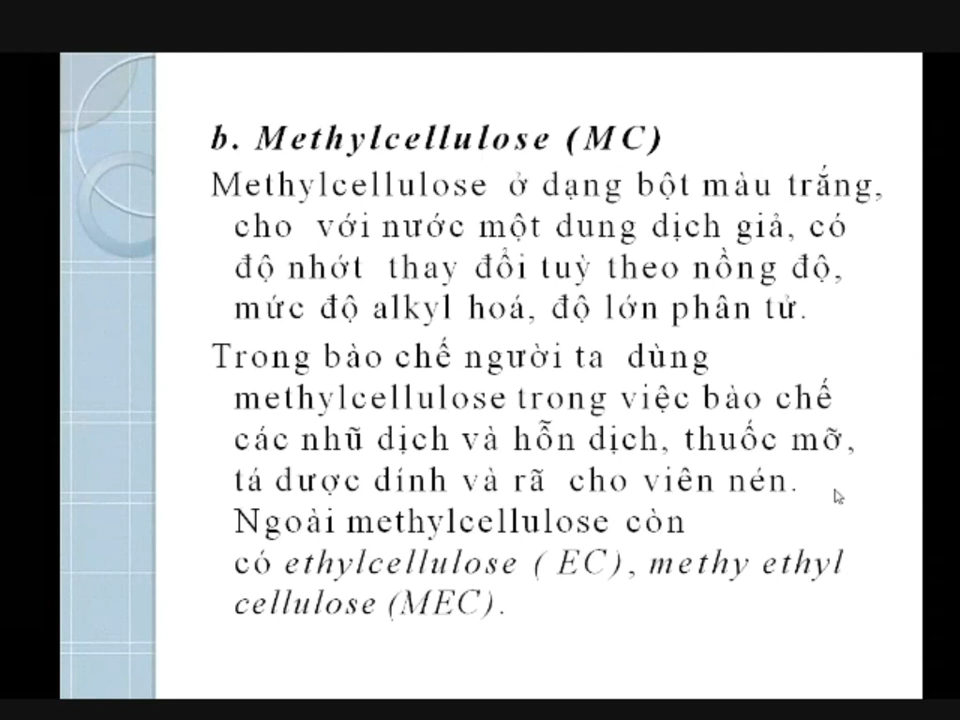 b. Methylcellulose (MC)
Methylcellulose ở dạng bột màu trắng,
cho với nước một dung dịch giả, có
độ nhớt thay đổi tuỳ theo nồng độ,
mức độ alkyl hoá, độ lớn phân tử.
Trong bào chế người ta dùng
methylcellulose trong việc bào chế
các nhũ dịch và hỗn dịch, thuốc mỡ,
tá dược dính và rã cho viên nén.
Ngoài methylcellulose còn
có ethylcellulose ( EC), methy ethyl
cellulose (MEC).